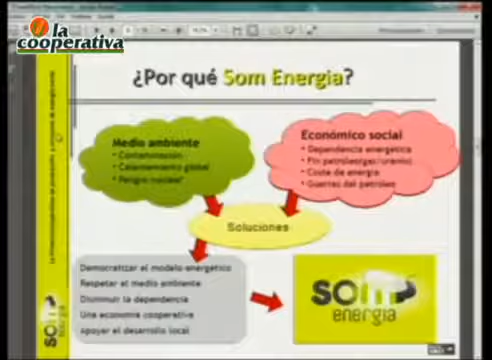 la
cooperativa
¿Por qué Som Energia?
Medio ambiente
• Contaminación
• Calentamiento global
• Peligro nuclear
Económico social
• Dependencia energética
• Fin petróleo/gas/uranio
• Coste de energía
• Guerras del petróleo
Soluciones
Democratizar el modelo energético
Respetar el medio ambiente
Disminuir la dependencia
Una economía cooperativa
Apoyar el desarrollo local
SOM
energia
SOM
energia